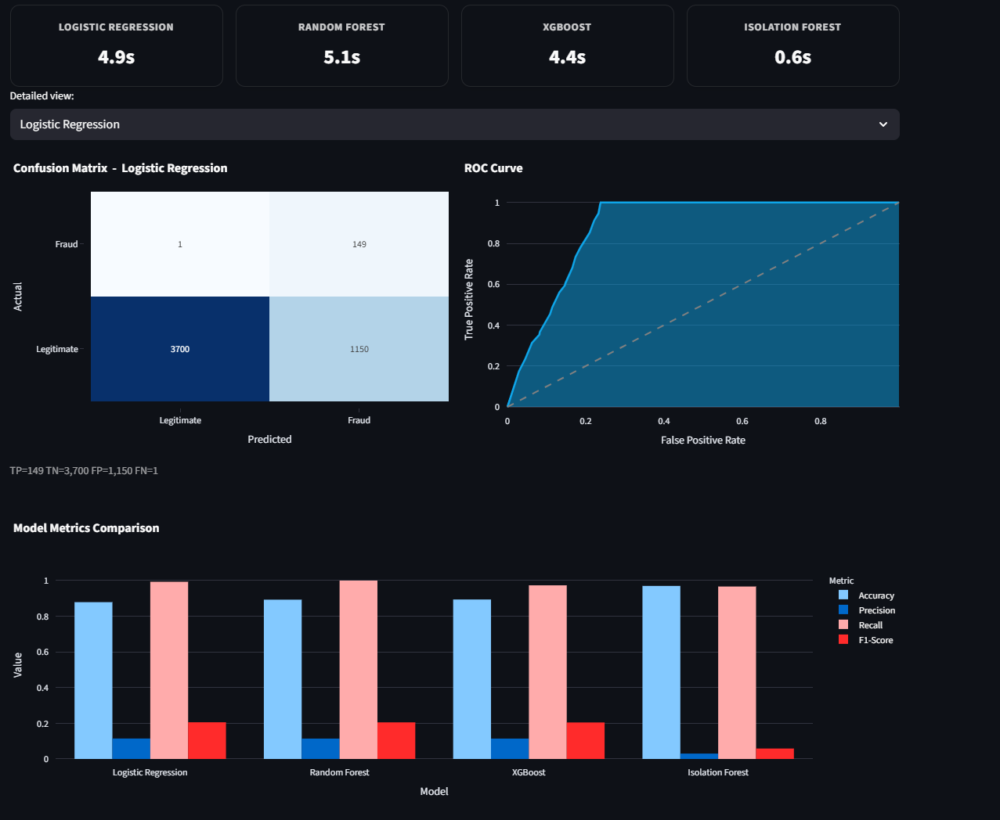 LOGISTIC REGRESSION
4.9s
RANDOM FOREST
5.1s
XGBOOST
4.4s
ISOLATION FOREST
0.6s
Detailed view:
Logistic Regression
Confusion Matrix - Logistic Regression
Actual
Fraud
1
149
Legitimate
3700
1150
Legitimate
Fraud
Predicted
TP=149 TN=3,700 FP=1,150 FN=1
ROC Curve
True Positive Rate
1
0.8
0.6
0.4
0.2
0
0
0.2
0.4
0.6
0.8
False Positive Rate
Model Metrics Comparison
Value
1
0.8
0.6
0.4
0.2
0
Logistic Regression
Random Forest
XGBoost
Isolation Forest
Model
Metric
Accuracy
Precision
Recall
F1-Score